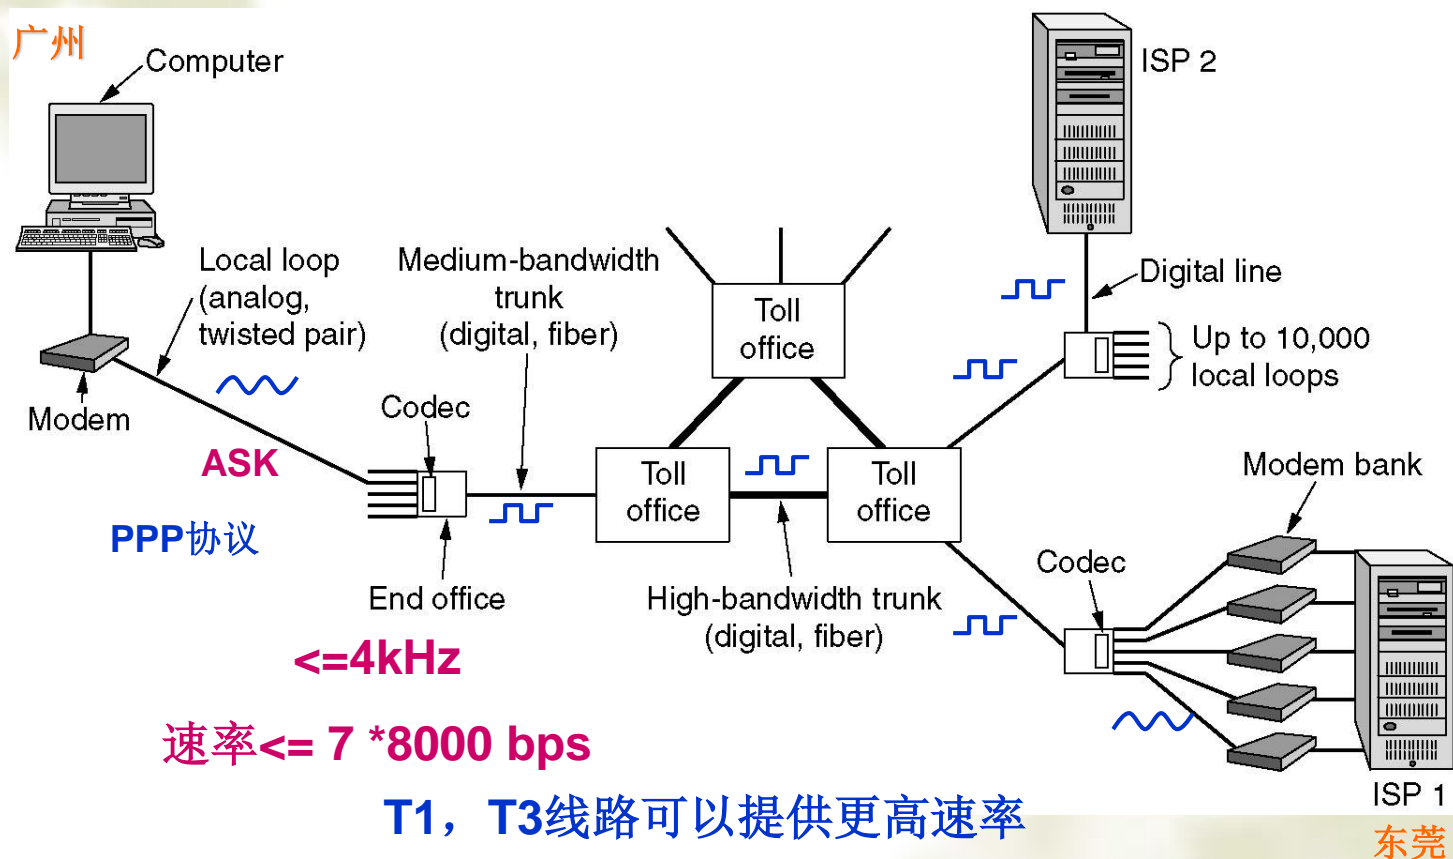 广州
Computer
ISP 2
Local loop
(analog,
twisted pair)
Medium-bandwidth
trunk
(digital, fiber)
Toll
office
Digital line
Up to 10,000
local loops
Modem
Codec
ASK
Toll
office
Toll
office
Modem bank
PPP协议
End office
High-bandwidth trunk
(digital, fiber)
Codec
<=4kHz
速率<= 7 *8000 bps
ISP 1
T1，T3线路可以提供更高速率
东莞